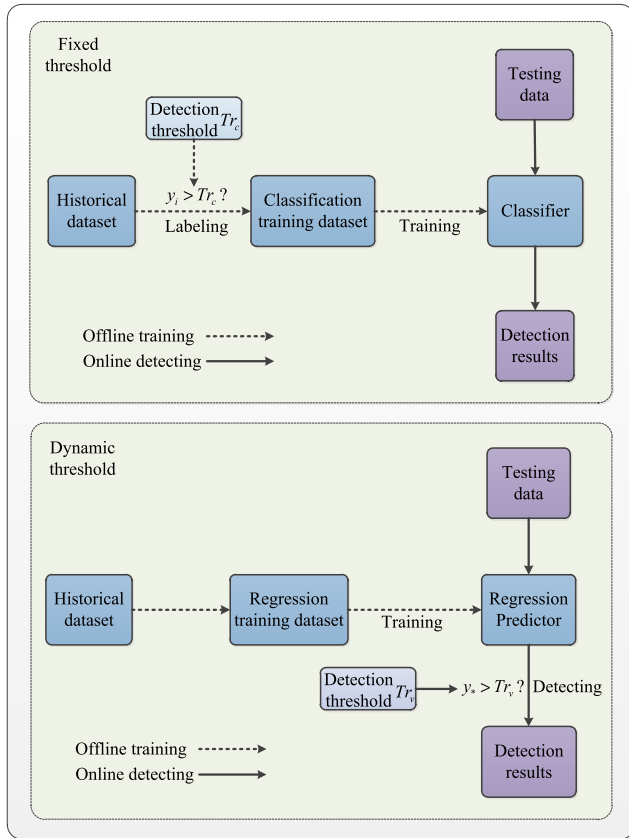 Fixed
threshold
Testing
data
Detection
threshold Tr_c
Historical
dataset
y_i > Tr_c ?
Labeling
Classification
training dataset
Training
Classifier
Offline training
Online detecting
Detection
results
Dynamic
threshold
Testing
data
Historical
dataset
Regression
training dataset
Training
Regression
Predictor
Detection
threshold Tr_v
y_* > Tr_v ? Detecting
Offline training
Online detecting
Detection
results